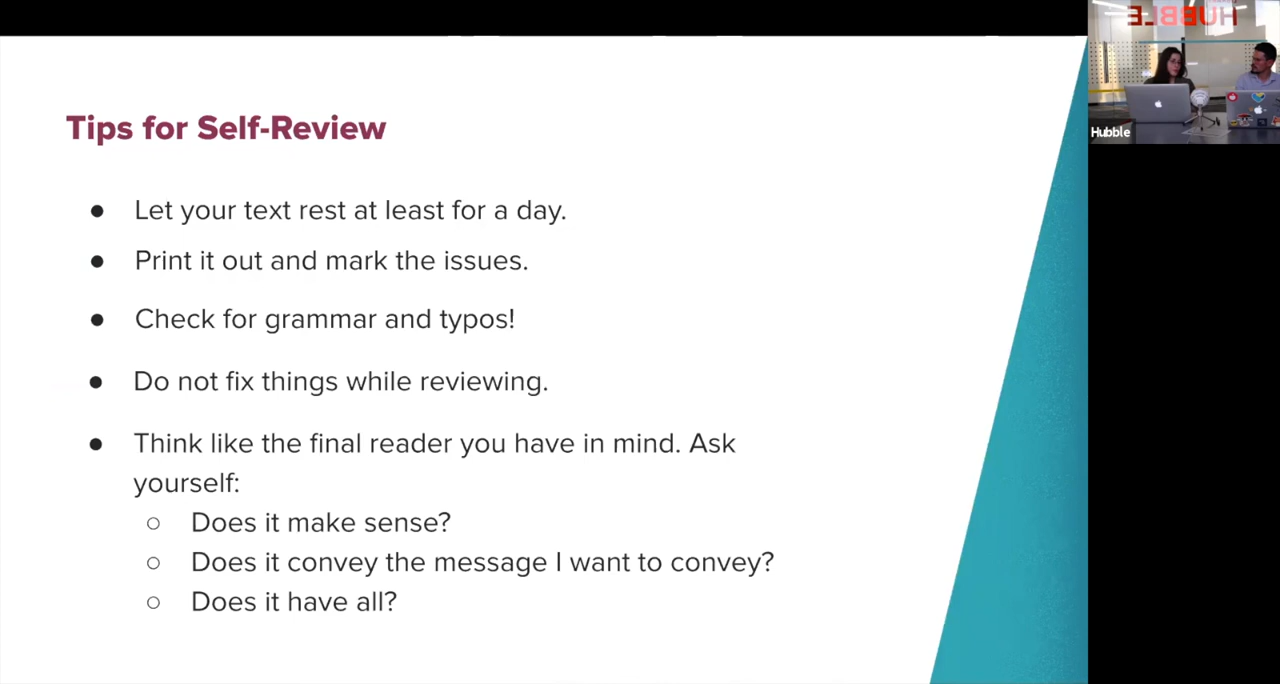 Tips for Self-Review
● Let your text rest at least for a day.
● Print it out and mark the issues.
● Check for grammar and typos!
● Do not fix things while reviewing.
● Think like the final reader you have in mind. Ask
yourself:
○ Does it make sense?
○ Does it convey the message I want to convey?
○ Does it have all?
HUBBLE
Hubble